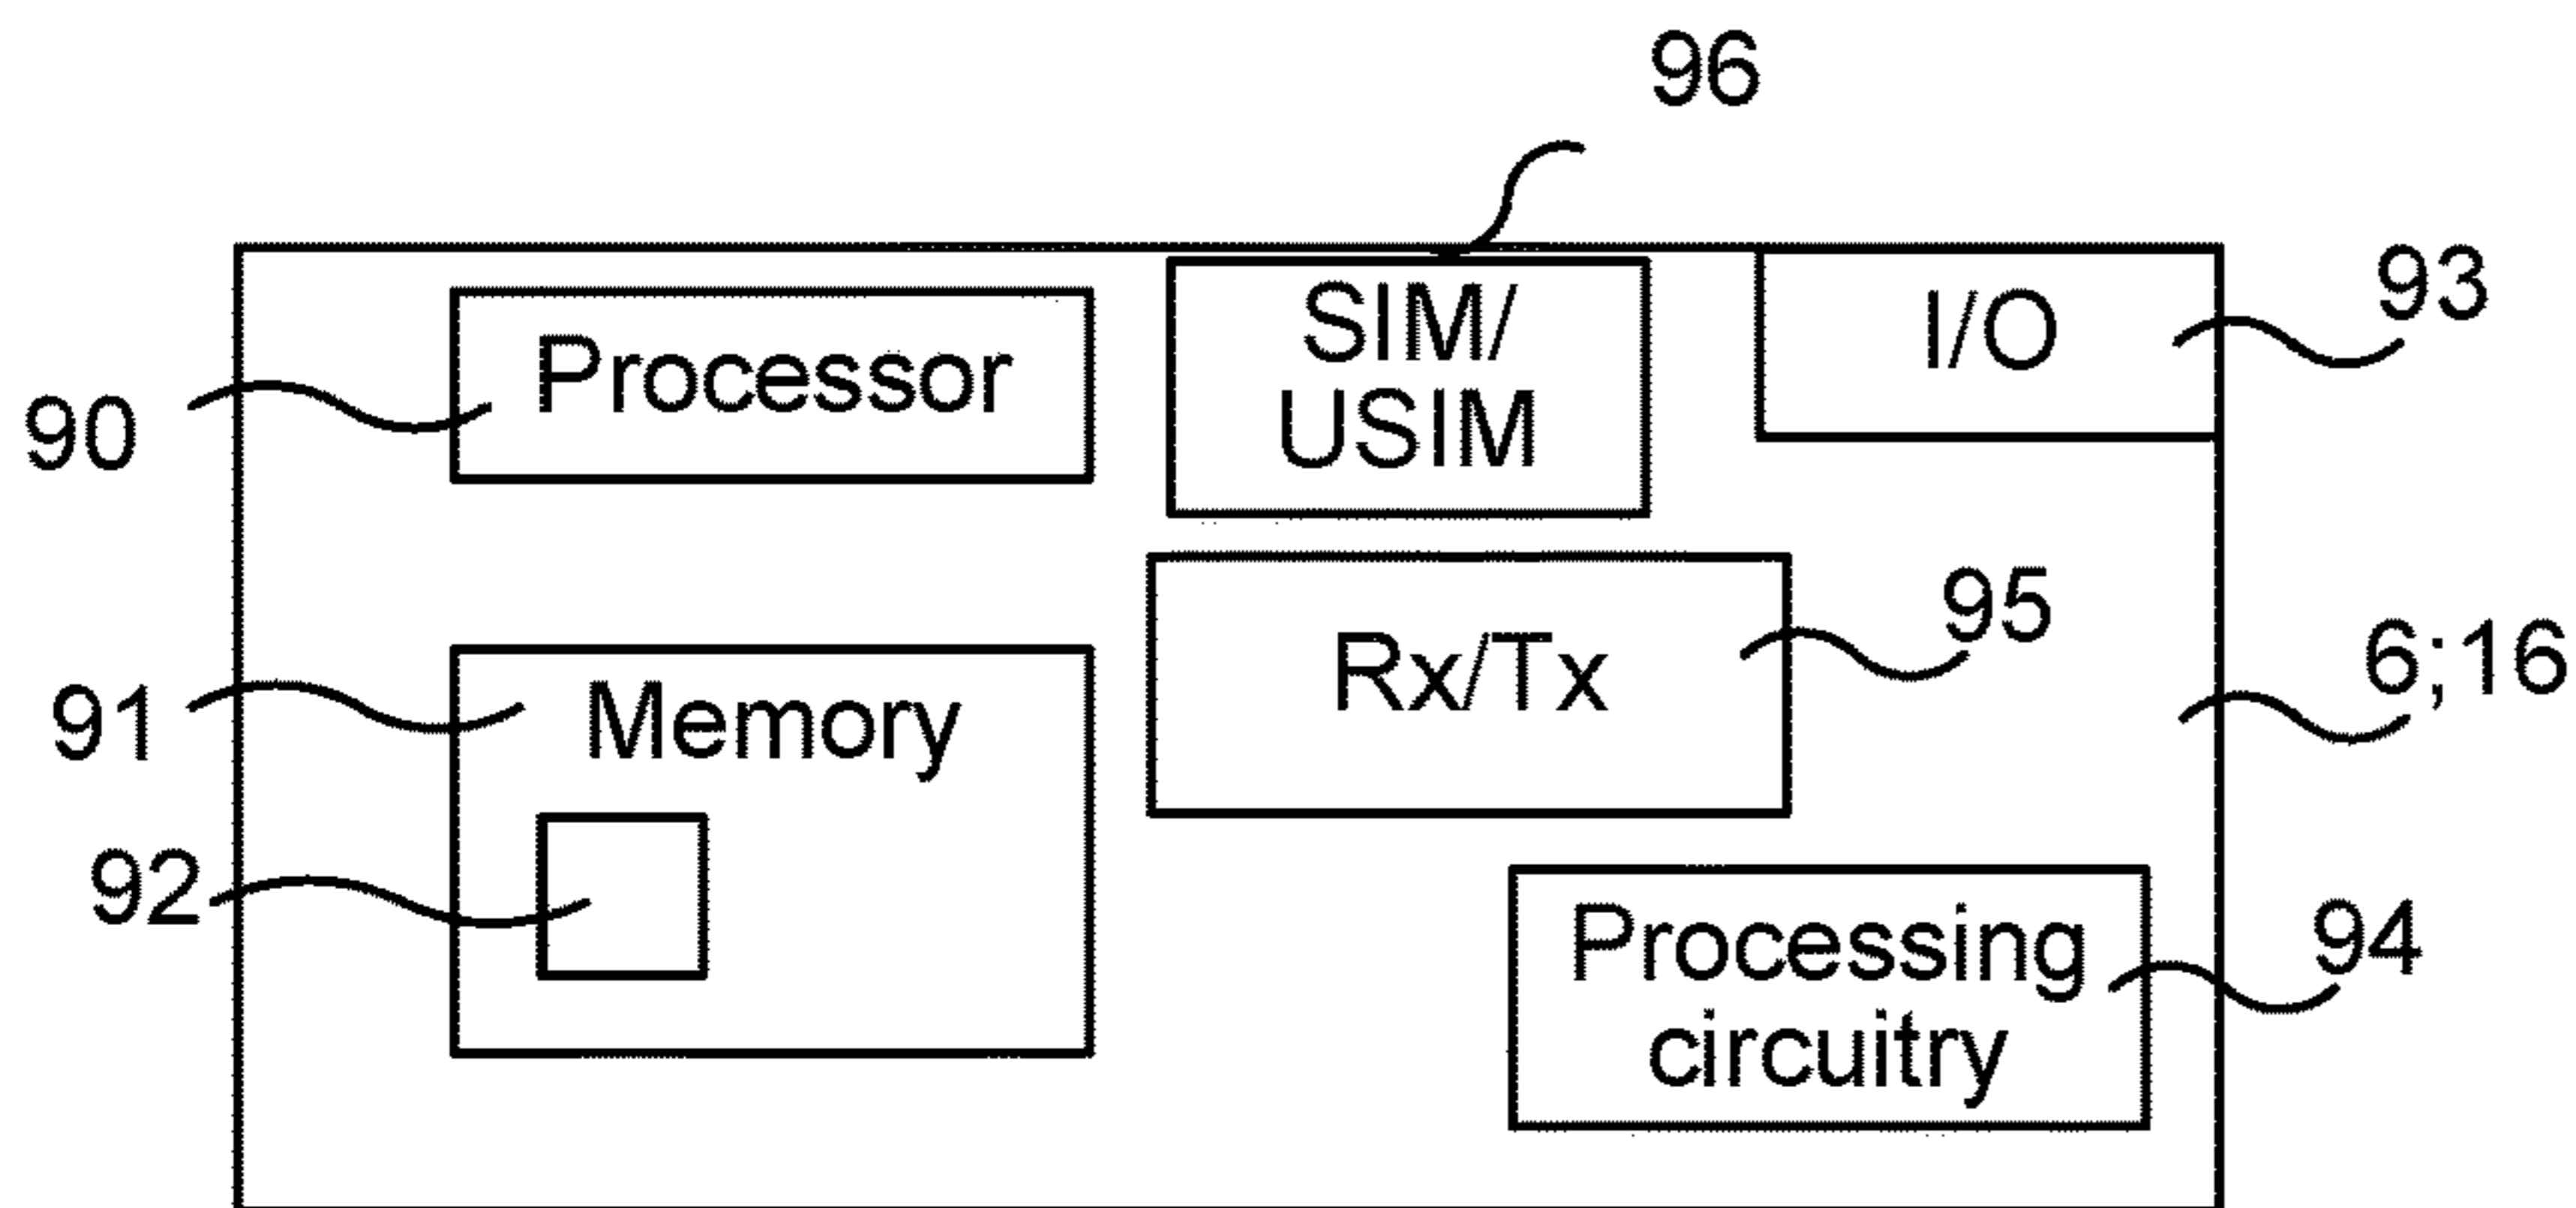 96
Processor
SIM/
USIM
I/O
93
90
Rx/Tx
95
6;16
91
Memory
92
Processing
circuitry
94